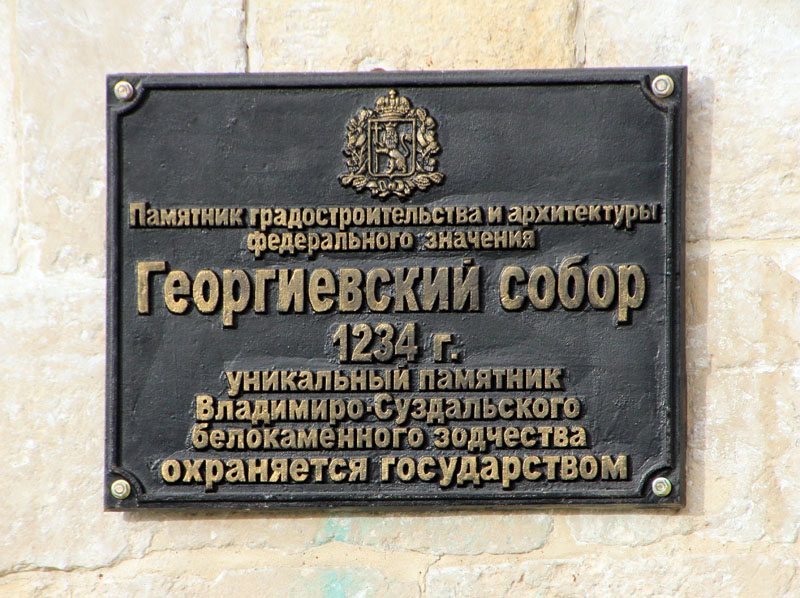 Памятник градостроительства и архитектуры
федерального значения
Георгиевский собор
1234 г.
уникальный памятник
Владимиро-Суздальского
белокаменного зодчества
охраняется государством